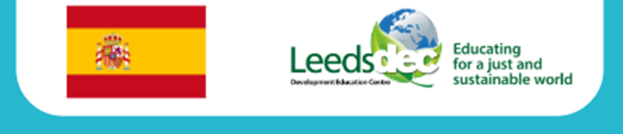 Leedsdec
Development Education Centre
Educating
for a just and
sustainable world